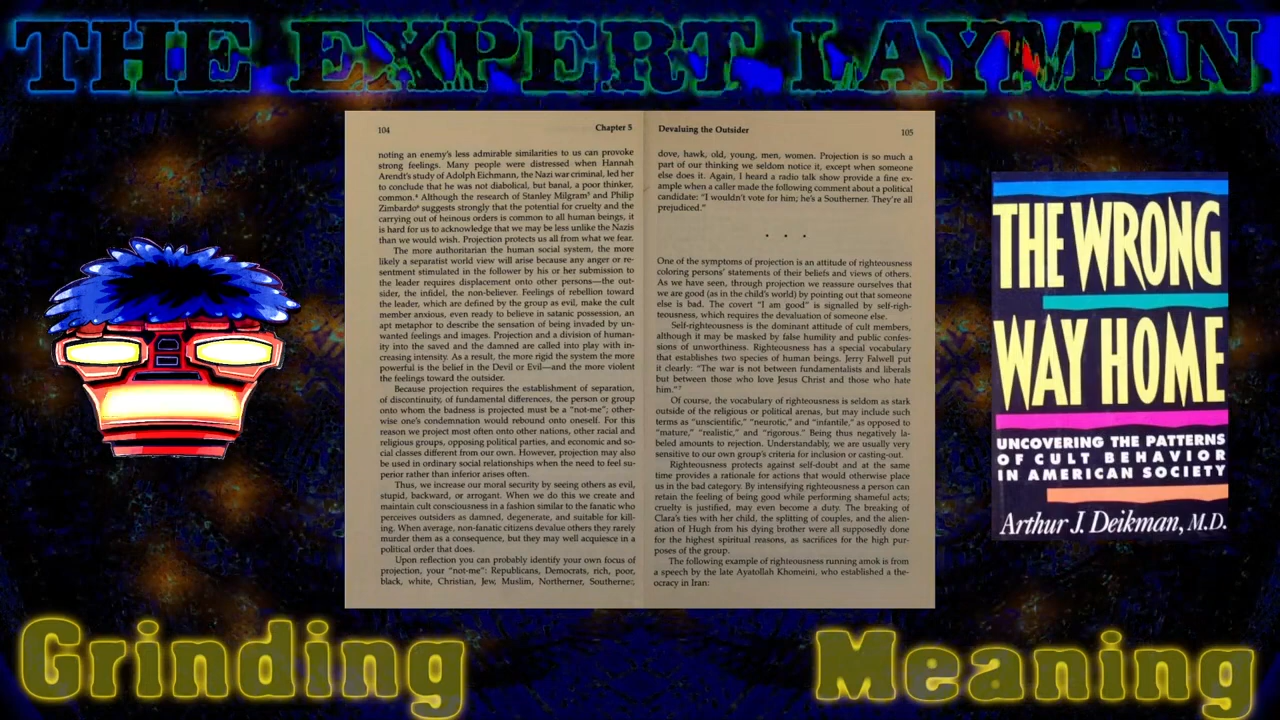 THE EXPERT LAYMAN
104
Chapter 5
noting an enemy's less admirable similarities to us can provoke
strong feelings. Many people were distressed when Hannah
Arendt's study of Adolph Eichmann, the Nazi war criminal, led her
to conclude that he was not diabolical, but banal, a poor thinker,
common.⁴ Although the research of Stanley Milgram⁵ and Philip
Zimbardo⁶ suggests strongly that the potential for cruelty and the
carrying out of heinous orders is common to all human beings, it
is hard for us to acknowledge that we may be less unlike the Nazis
than we would wish. Projection protects us all from what we fear.
The more authoritarian the human social system, the more
likely a separatist world view will arise because any anger or re-
sentment stimulated in the follower by his or her submission to
the leader requires displacement onto other persons—the out-
sider, the infidel, the non-believer. Feelings of rebellion toward
the leader, which are defined by the group as evil, make the cult
member anxious, even ready to believe in satanic possession, an
apt metaphor to describe the sensation of being invaded by un-
wanted feelings and images. Projection and a division of human-
ity into the saved and the damned are called into play with in-
creasing intensity. As a result, the more rigid the system the more
powerful is the belief in the Devil or Evil—and the more violent
the feelings toward the outsider.
Because projection requires the establishment of separation,
of discontinuity, of fundamental differences, the person or group
onto whom the badness is projected must be a "not-me"; other-
wise one's condemnation would rebound onto oneself. For this
reason we project most often onto other nations, other racial and
religious groups, opposing political parties, and economic and so-
cial classes different from our own. However, projection may also
be used in ordinary social relationships when the need to feel su-
perior rather than inferior arises often.
Thus, we increase our moral security by seeing others as evil,
stupid, backward, or arrogant. When we do this we create and
maintain cult consciousness in a fashion similar to the fanatic who
perceives outsiders as damned, degenerate, and suitable for kill-
ing. When average, non-fanatic citizens devalue others they rarely
murder them as a consequence, but they may well acquiesce in a
political order that does.
Upon reflection you can probably identify your own focus of
projection, your "not-me": Republicans, Democrats, rich, poor,
black, white, Christian, Jew, Muslim, Northerner, Southerner,
Devaluing the Outsider
105
dove, hawk, old, young, men, women. Projection is so much a
part of our thinking we seldom notice it, except when someone
else does it. Again, I heard a radio talk show provide a fine ex-
ample when a caller made the following comment about a political
candidate: "I wouldn't vote for him; he's a Southerner. They're all
prejudiced."
• • •
One of the symptoms of projection is an attitude of righteousness
coloring persons' statements of their beliefs and views of others.
As we have seen, through projection we reassure ourselves that
we are good (as in the child's world) by pointing out that someone
else is bad. The covert "I am good" is signalled by self-righ-
teousness, which requires the devaluation of someone else.
Self-righteousness is the dominant attitude of cult members,
although it may be masked by false humility and public confes-
sions of unworthiness. Righteousness has a special vocabulary
that establishes two species of human beings. Jerry Falwell put
it clearly: "The war is not between fundamentalists and liberals
but between those who love Jesus Christ and those who hate
him."⁷
Of course, the vocabulary of righteousness is seldom as stark
outside of the religious or political arenas, but may include such
terms as "unscientific," "neurotic," and "infantile," as opposed to
"mature," "realistic," and "rigorous." Being thus negatively la-
beled amounts to rejection. Understandably, we are usually very
sensitive to our own group's criteria for inclusion or casting-out.
Righteousness protects against self-doubt and at the same
time provides a rationale for actions that would otherwise place
us in the bad category. By intensifying righteousness a person can
retain the feeling of being good while performing shameful acts;
cruelty is justified, may even become a duty. The breaking of
Clara's ties with her child, the splitting of couples, and the alien-
ation of Hugh from his dying brother were all supposedly done
for the highest spiritual reasons, as sacrifices for the high pur-
poses of the group.
The following example of righteousness running amok is from
a speech by the late Ayatollah Khomeini, who established a the-
ocracy in Iran:
THE WRONG
WAY HOME
UNCOVERING THE PATTERNS
OF CULT BEHAVIOR
IN AMERICAN SOCIETY
Arthur J. Deikman, M.D.
Grinding
Meaning